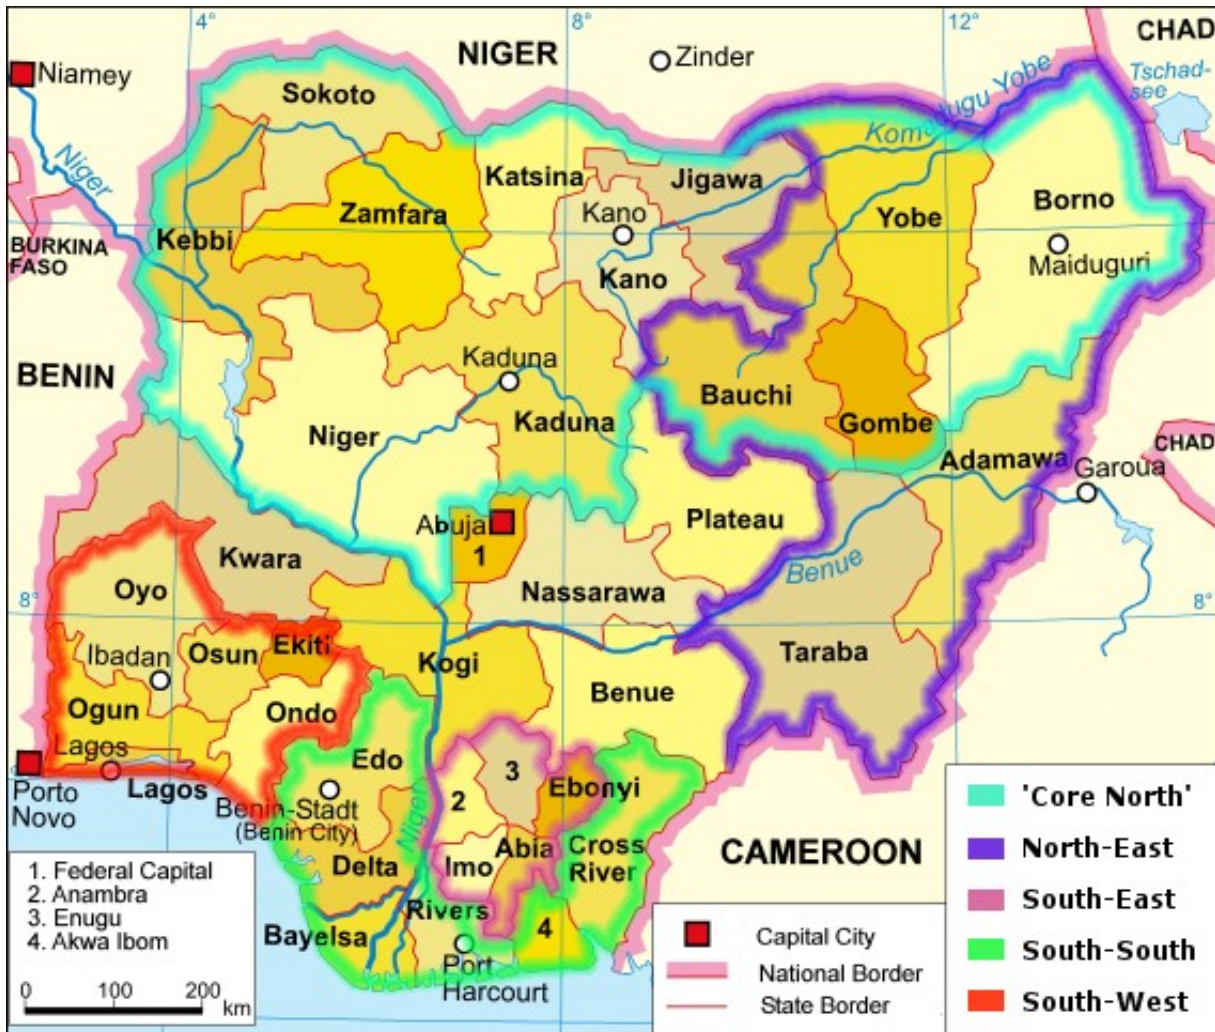 4°
8°
12°
CHAD
NIGER
Zinder
Niamey
Tschad-
see
Sokoto
Komadugu Yobe
Niger
Katsina
Jigawa
Borno
Zamfara
Kano
Yobe
Kebbi
BURKINA
FASO
Maiduguri
Kano
Kaduna
BENIN
Bauchi
Niger
Kaduna
Gombe
CHAD
Adamawa
Garoua
Abuja
Plateau
1
Kwara
Benue
Oyo
Nassarawa
8°
8°
Ekiti
Ibadan
Osun
Kogi
Taraba
Benue
Ogun
Ondo
Lagos
Edo
3
Ebonyi
Porto
Novo
Lagos
Benin-Stadt
(Benin City)
Niger
2
Cross
River
Abia
Imo
Delta
CAMEROON
Rivers
Bayelsa
4
Port
Harcourt
1. Federal Capital
2. Anambra
3. Enugu
4. Akwa Ibom
0 100 200
km
Capital City
National Border
State Border
'Core North'
North-East
South-East
South-South
South-West